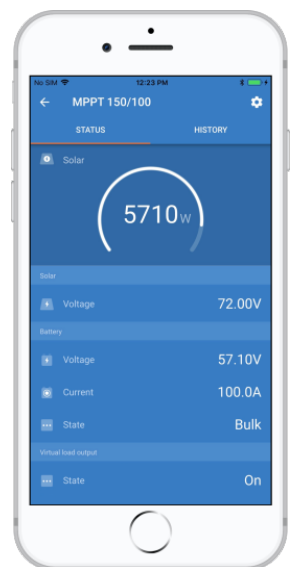 No SIM 12:23 PM
← MPPT 150/100
STATUS HISTORY
Solar
5710W
Solar
Voltage 72.00V
Battery
Voltage 57.10V
Current 100.0A
State Bulk
Virtual load output
State On